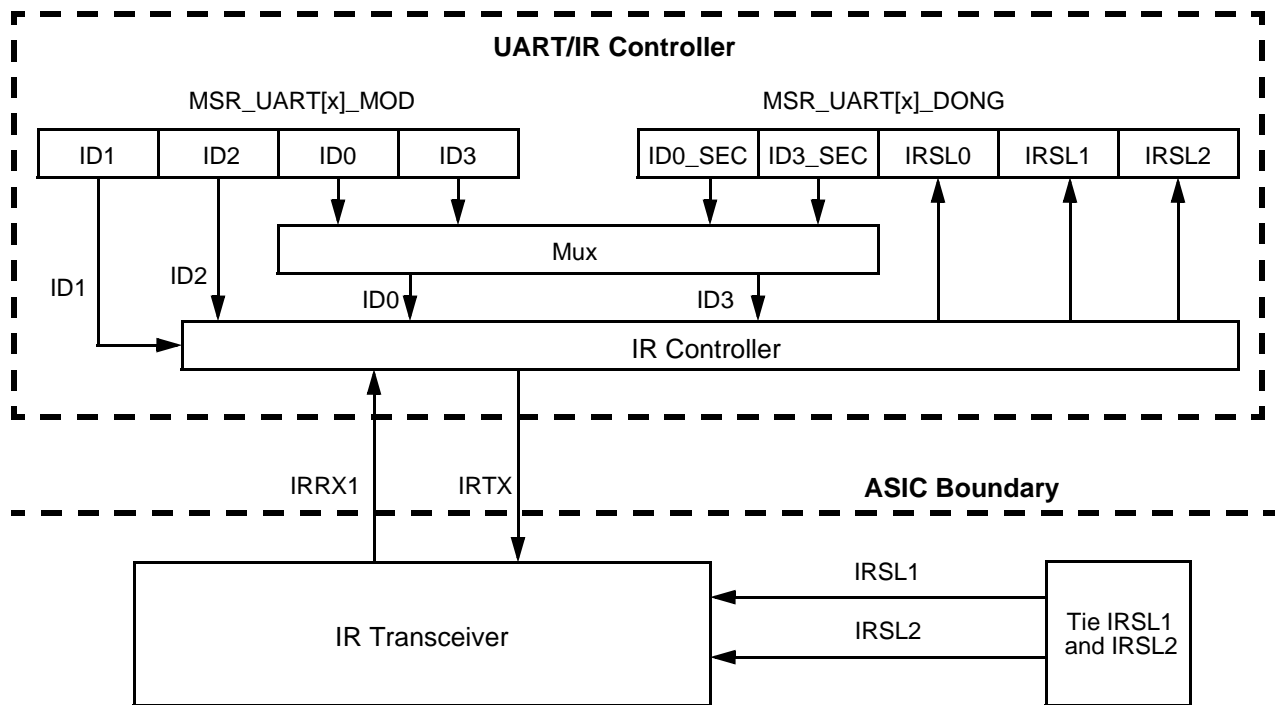 UART/IR Controller
MSR_UART[x]_MOD
MSR_UART[x]_DONG
ID1 ID2 ID0 ID3
ID0_SEC ID3_SEC IRSL0 IRSL1 IRSL2
Mux
ID1
ID2
ID0
ID3
IR Controller
IRRX1
IRTX
ASIC Boundary
IR Transceiver
IRSL1
IRSL2
Tie IRSL1
and IRSL2